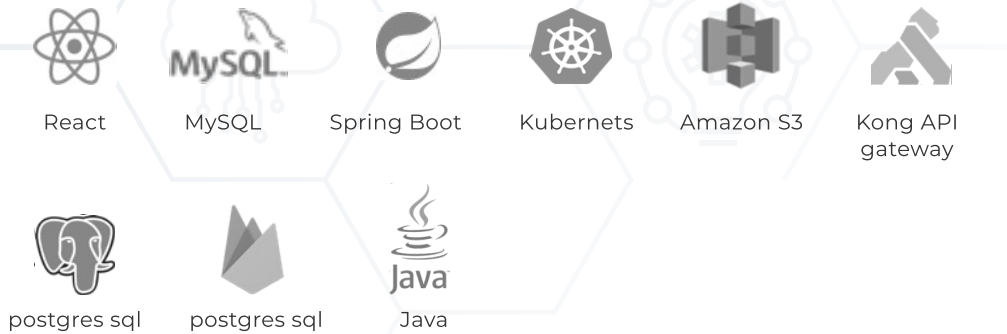 MySQL
React
MySQL
Spring Boot
Kubernets
Amazon S3
Kong API
gateway
Java
postgres sql
postgres sql
Java